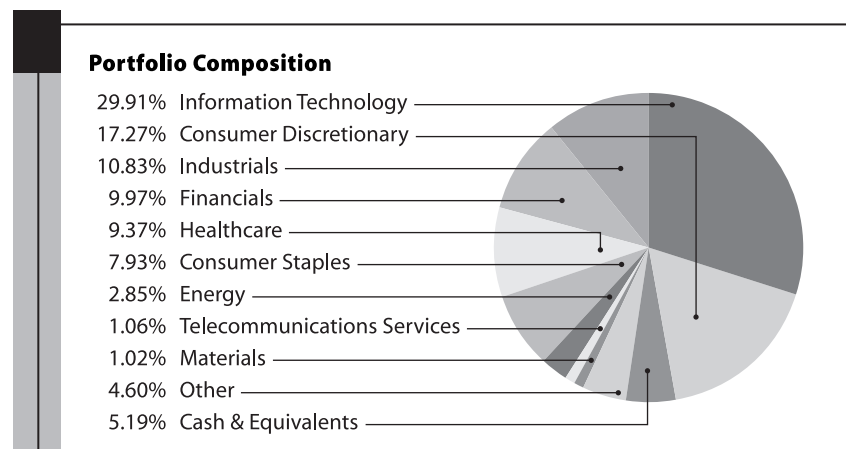 Portfolio Composition
29.91% Information Technology
17.27% Consumer Discretionary
10.83% Industrials
9.97% Financials
9.37% Healthcare
7.93% Consumer Staples
2.85% Energy
1.06% Telecommunications Services
1.02% Materials
4.60% Other
5.19% Cash & Equivalents